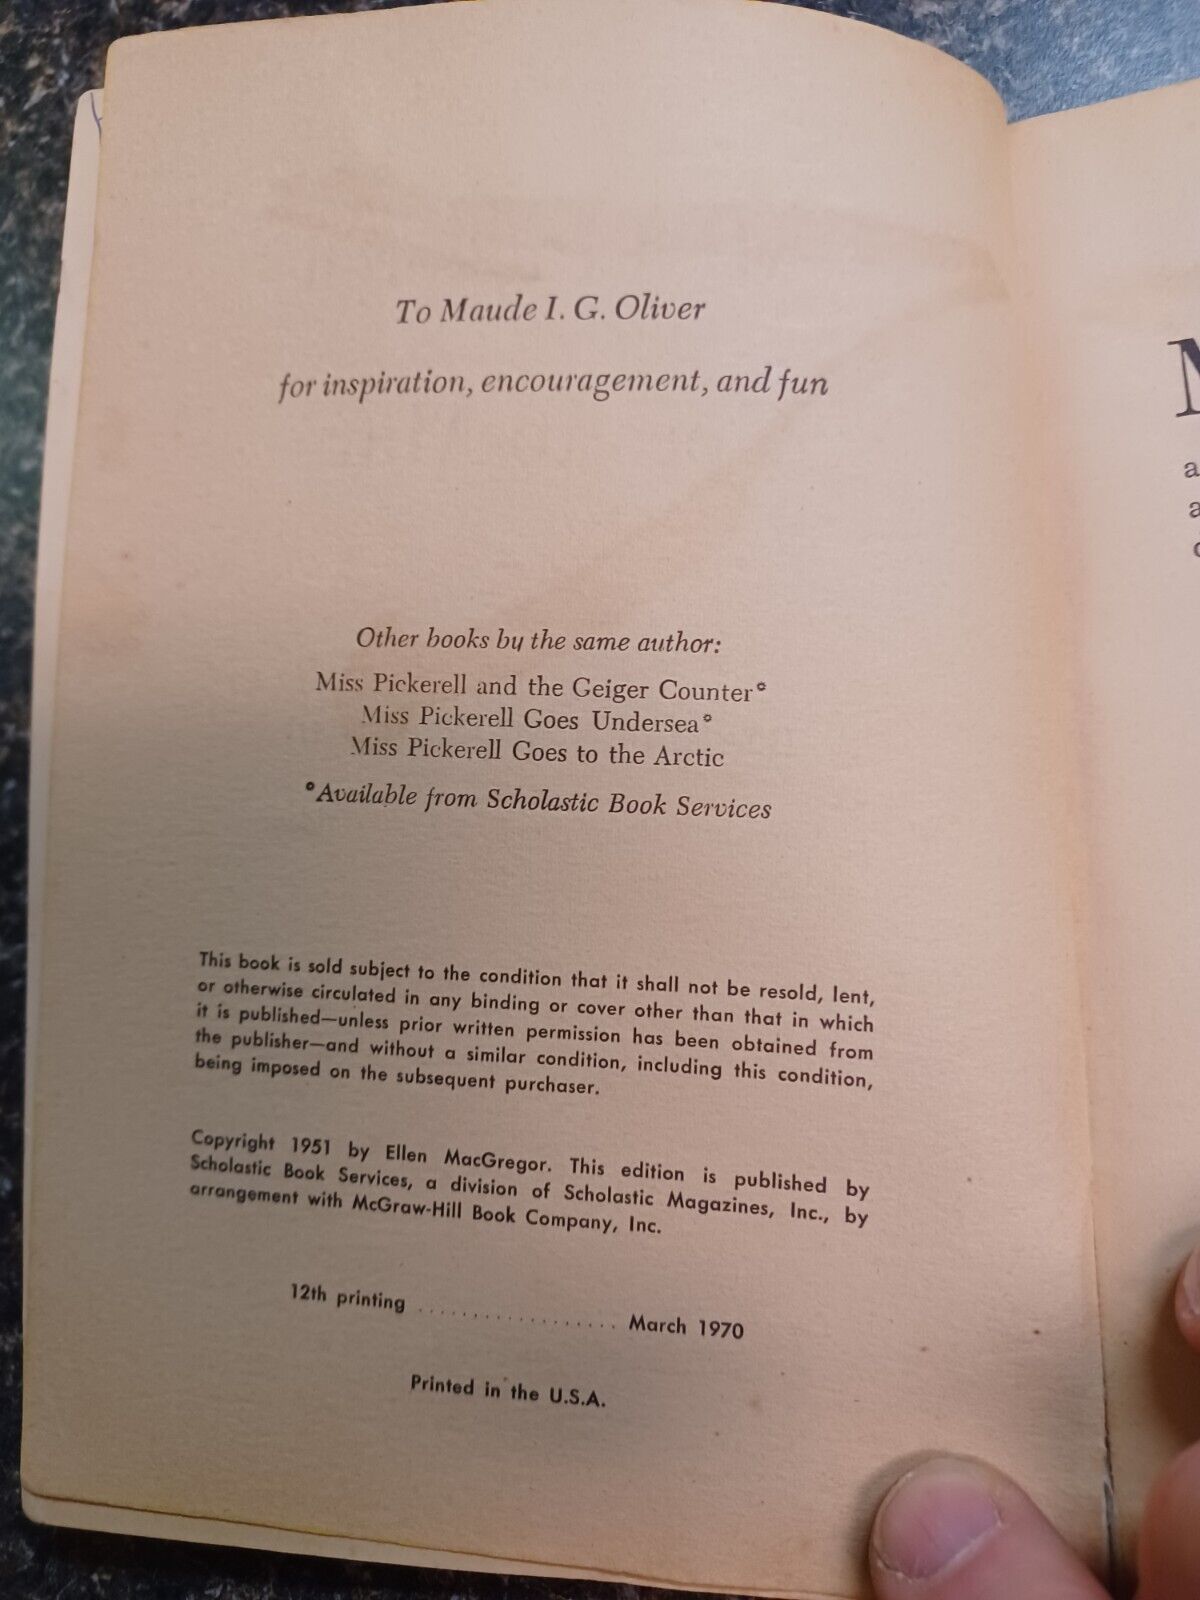 To Maude I. G. Oliver
for inspiration, encouragement, and fun
Other books by the same author:
Miss Pickerell and the Geiger Counter*
Miss Pickerell Goes Undersea*
Miss Pickerell Goes to the Arctic
*Available from Scholastic Book Services
This book is sold subject to the condition that it shall not be resold, lent,
or otherwise circulated in any binding or cover other than that in which
it is published—unless prior written permission has been obtained from
the publisher—and without a similar condition, including this condition,
being imposed on the subsequent purchaser.
Copyright 1951 by Ellen MacGregor. This edition is published by
Scholastic Book Services, a division of Scholastic Magazines, Inc., by
arrangement with McGraw-Hill Book Company, Inc.
12th printing ................... March 1970
Printed in the U.S.A.